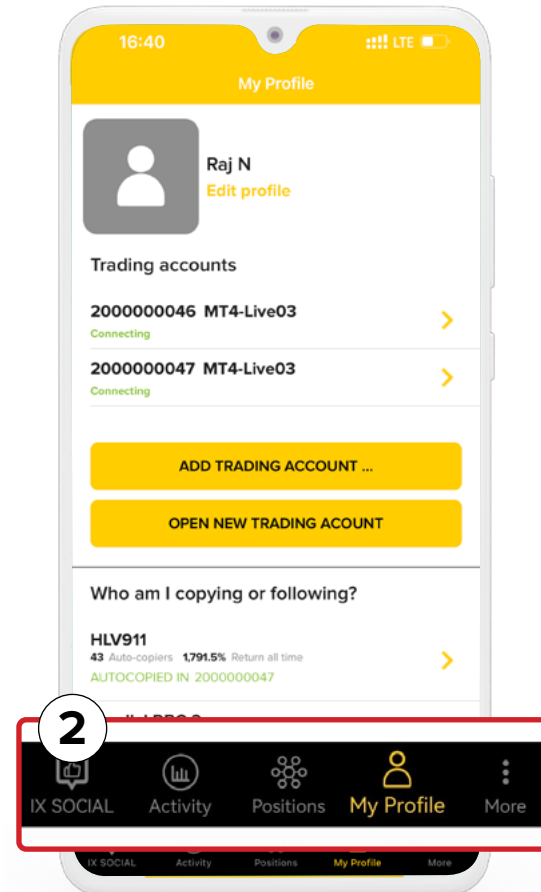 16:40
LTE
My Profile
Raj N
Edit profile
Trading accounts
2000000046 MT4-Live03
Connecting
2000000047 MT4-Live03
Connecting
ADD TRADING ACCOUNT ...
OPEN NEW TRADING ACOUNT
Who am I copying or following?
HLV911
43 Auto-copiers 1,791.5% Return all time
AUTOCOPIED IN 2000000047
2
IX SOCIAL Activity Positions My Profile More
IX SOCIAL Activity Positions My Profile More